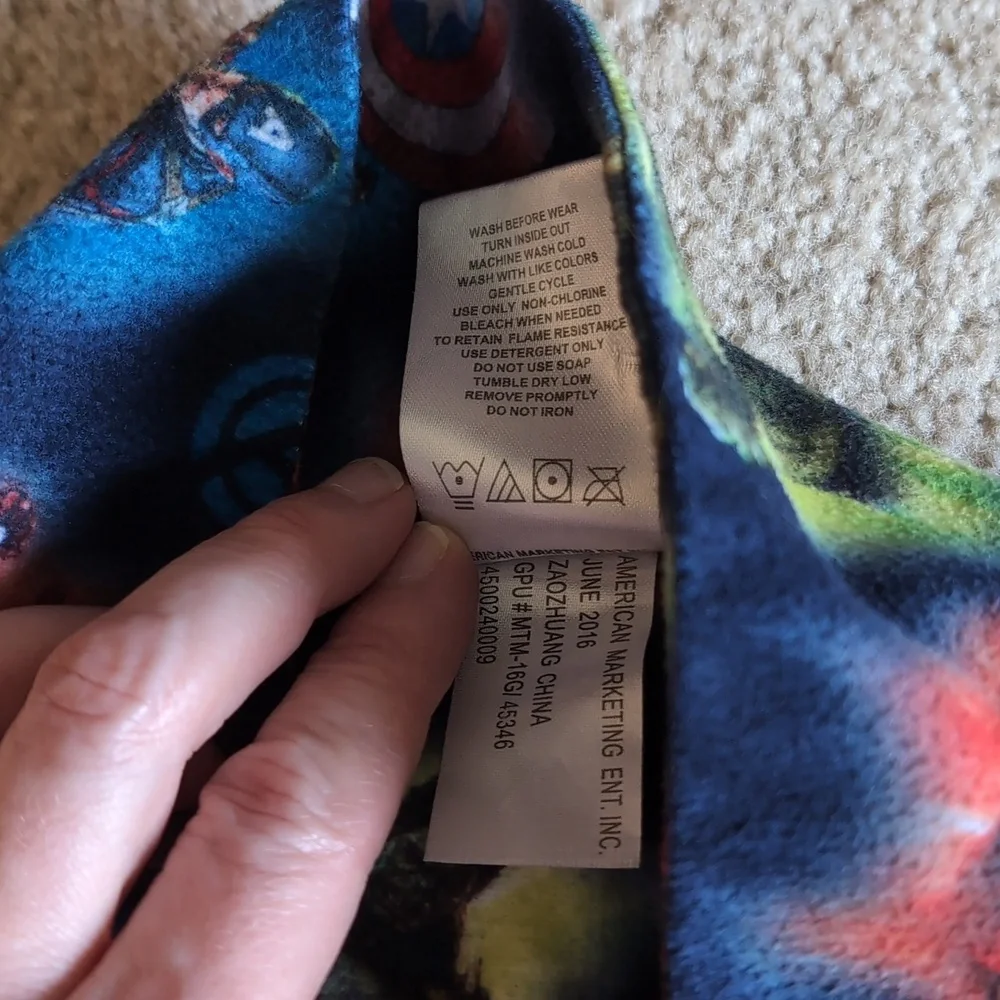 WASH BEFORE WEAR
TURN INSIDE OUT
MACHINE WASH COLD
WASH WITH LIKE COLORS
GENTLE CYCLE
USE ONLY NON-CHLORINE
BLEACH WHEN NEEDED
TO RETAIN FLAME RESISTANCE
USE DETERGENT ONLY
DO NOT USE SOAP
TUMBLE DRY LOW
REMOVE PROMPTLY
DO NOT IRON
AMERICAN MARKETING ENT. INC.
JUNE 2016
ZAOZHUANG CHINA
GPU #MTM-16G/45346
4500240009